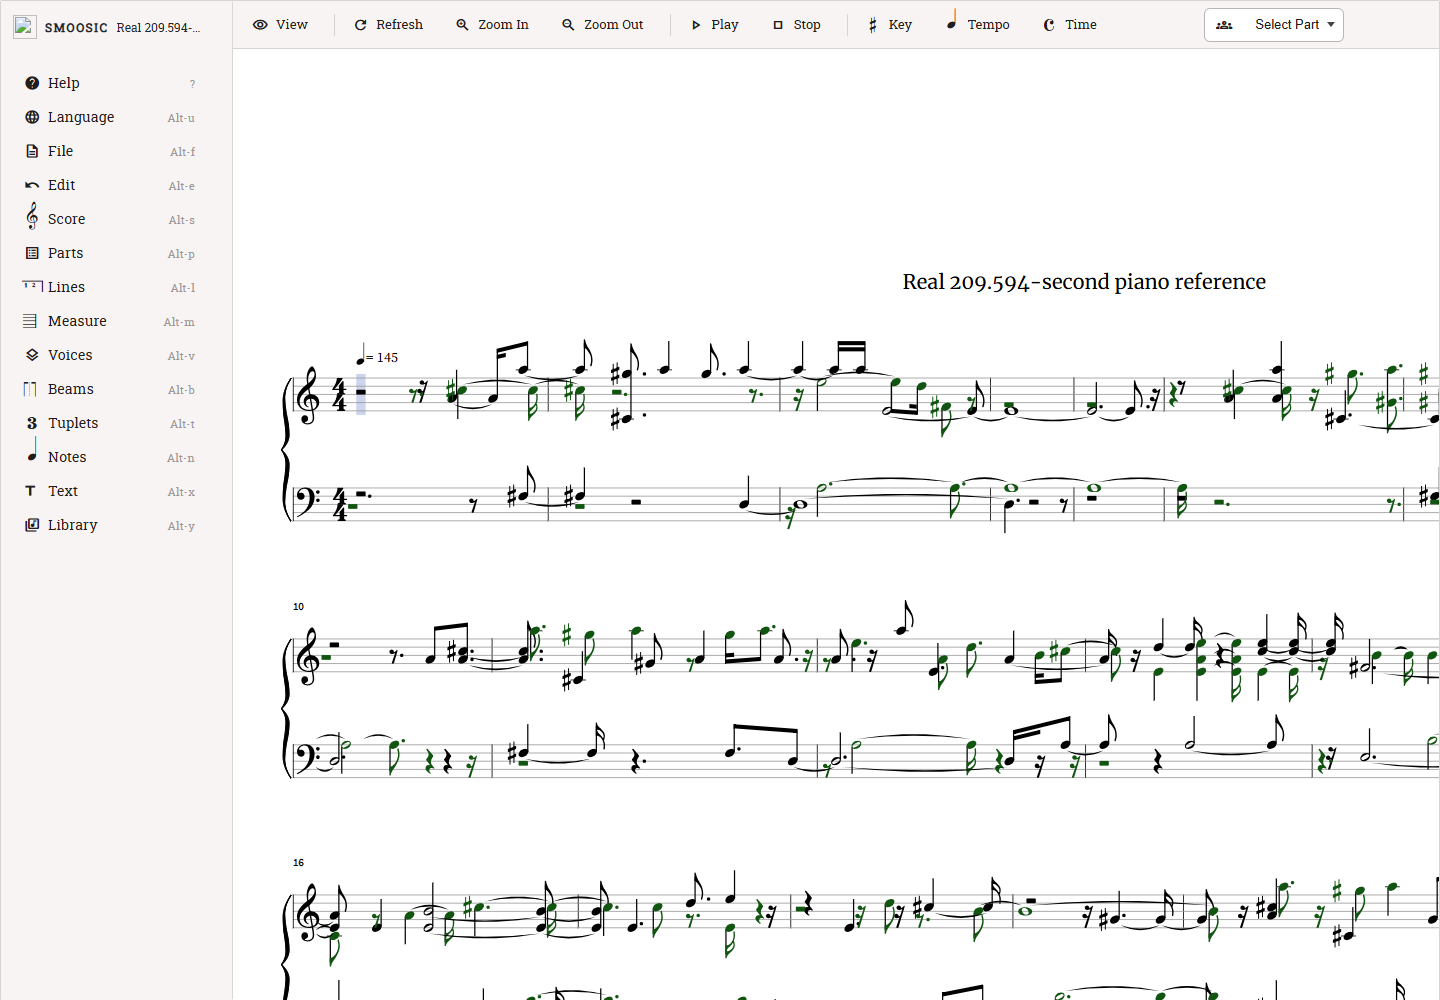 SMOOSIC Real 209.594-...
View Refresh Zoom In Zoom Out Play Stop Key Tempo Time Select Part
Help ?
Language Alt-u
File Alt-f
Edit Alt-e
Score Alt-s
Parts Alt-p
Lines Alt-l
Measure Alt-m
Voices Alt-v
Beams Alt-b
Tuplets Alt-t
Notes Alt-n
Text Alt-x
Library Alt-y
Real 209.594-second piano reference
= 145
10
16